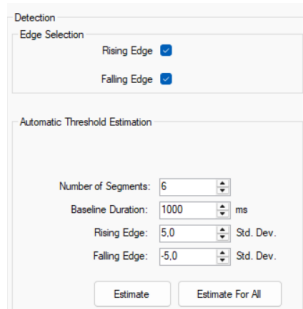 Detection
Edge Selection
Rising Edge
Falling Edge
Automatic Threshold Estimation
Number of Segments: 6
Baseline Duration: 1000 ms
Rising Edge: 5,0 Std. Dev.
Falling Edge: -5,0 Std. Dev.
Estimate Estimate For All